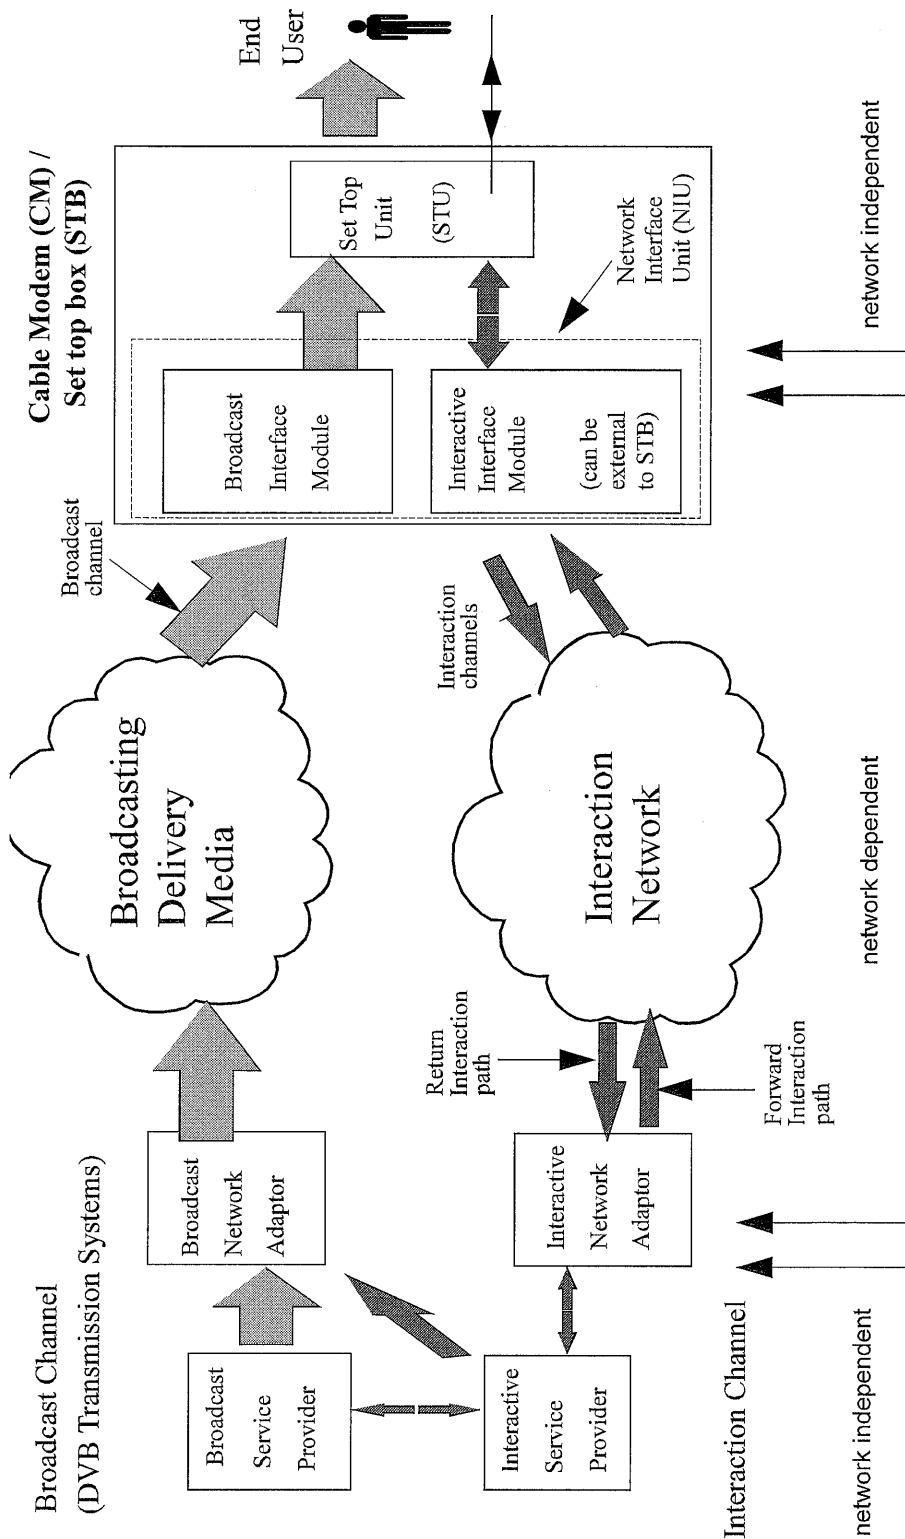 Broadcast Channel
(DVB Transmission Systems)
Cable Modem (CM) /
Set top box (STB)
Broadcast
Service
Provider
Broadcast
Network
Adaptor
Broadcasting
Delivery
Media
Broadcast
channel
Broadcast
Interface
Module
Set Top
Unit
(STU)
End
User
Interactive
Service
Provider
Interactive
Network
Adaptor
Return
Interaction
path
Forward
Interaction
path
Interaction
Network
Interaction
channels
Interactive
Interface
Module
(can be
external
to STB)
Network
Interface
Unit (NIU)
Interaction Channel
network independent
network dependent
network independent